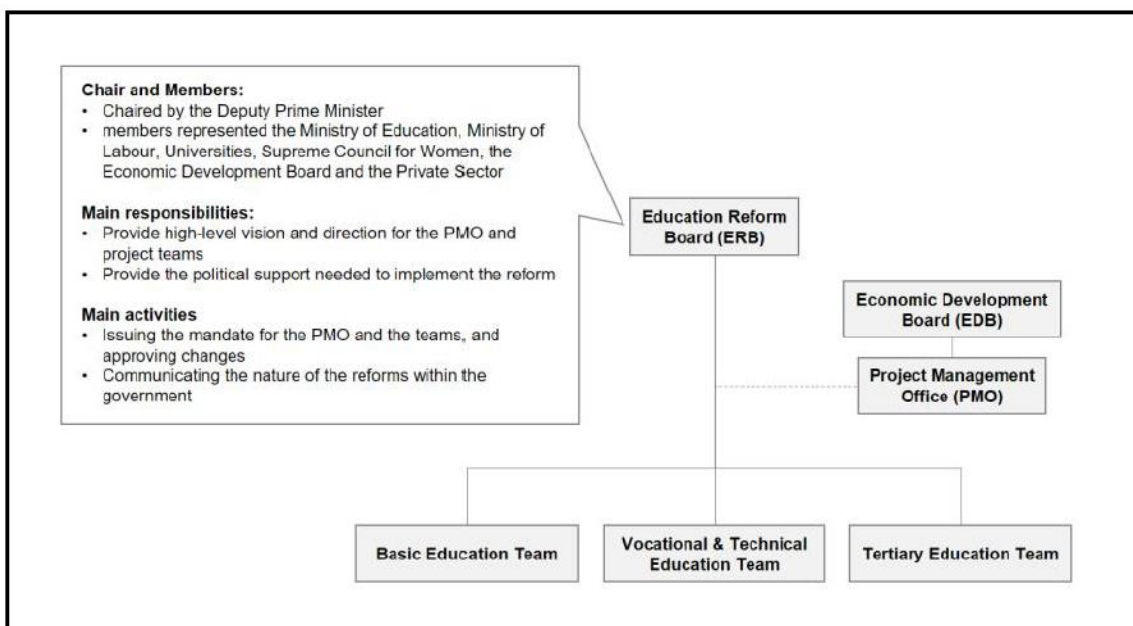 Chair and Members:
• Chaired by the Deputy Prime Minister
• members represented the Ministry of Education, Ministry of
Labour, Universities, Supreme Council for Women, the
Economic Development Board and the Private Sector
Main responsibilities:
• Provide high-level vision and direction for the PMO and
project teams
• Provide the political support needed to implement the reform
Main activities
• Issuing the mandate for the PMO and the teams, and
approving changes
• Communicating the nature of the reforms within the
government
Education Reform
Board (ERB)
Economic Development
Board (EDB)
Project Management
Office (PMO)
Basic Education Team
Vocational & Technical
Education Team
Tertiary Education Team